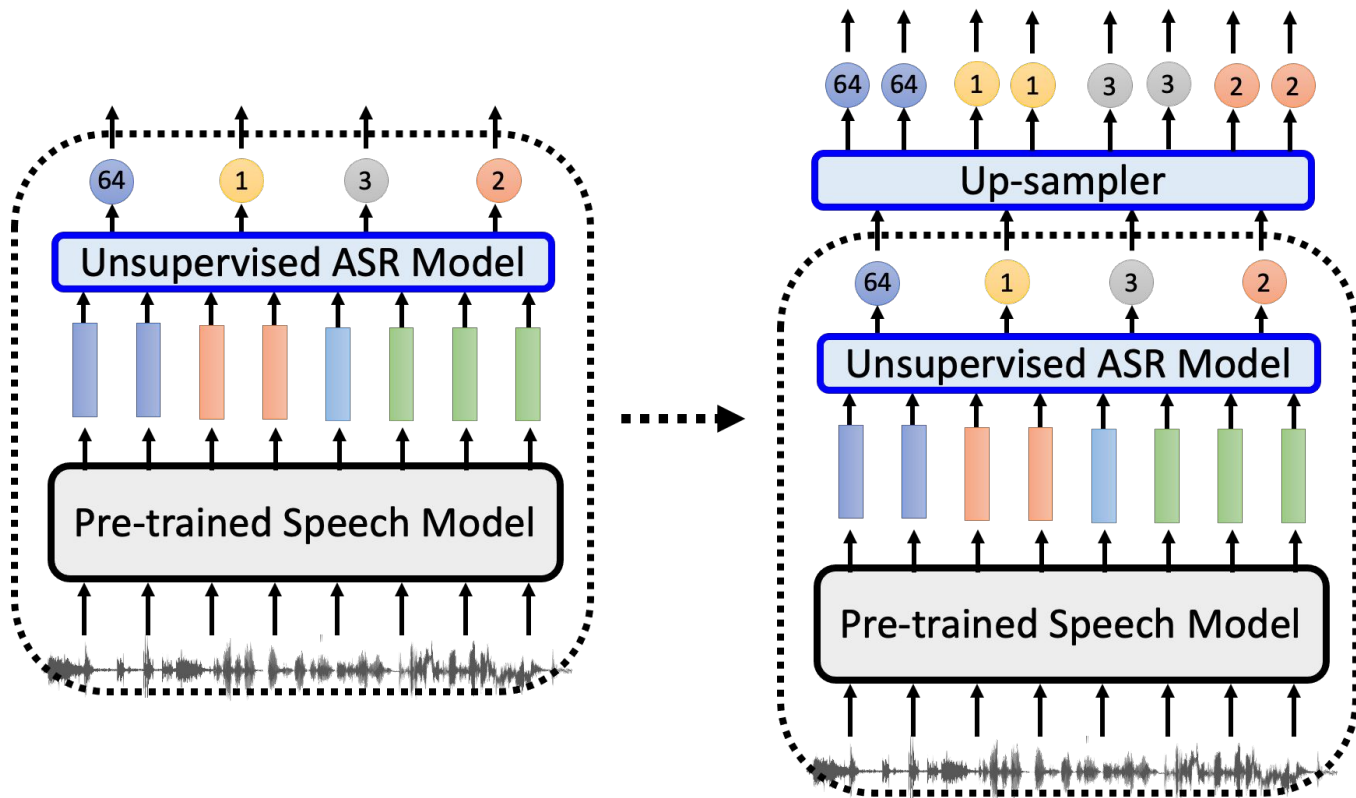 64 1 3 2
Unsupervised ASR Model
Pre-trained Speech Model
64 64 1 1 3 3 2 2
Up-sampler
64 1 3 2
Unsupervised ASR Model
Pre-trained Speech Model